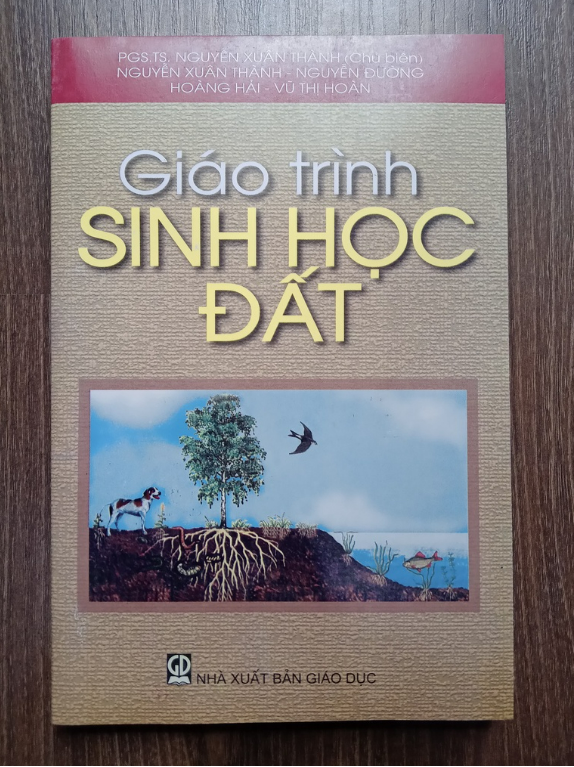 PGS.TS. NGUYỄN XUÂN THÀNH (Chủ biên)
NGUYỄN XUÂN THÀNH - NGUYỄN ĐƯỜNG
HOÀNG HẢI - VŨ THỊ HOÀN
Giáo trình
SINH HỌC
ĐẤT
GD
NHÀ XUẤT BẢN GIÁO DỤC